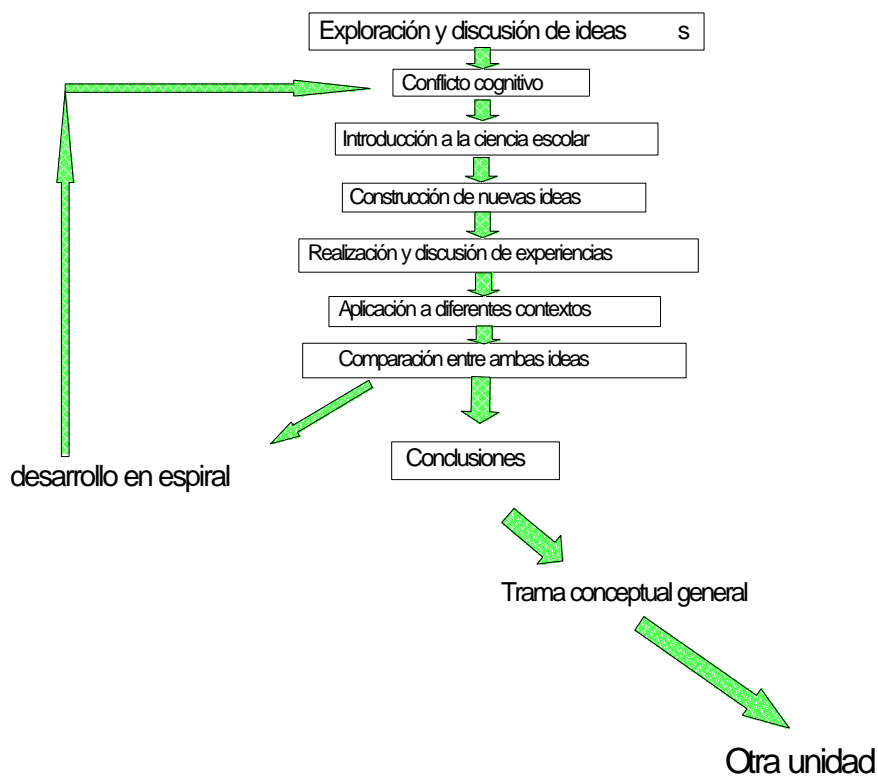 Exploración y discusión de ideas s
Conflicto cognitivo
Introducción a la ciencia escolar
Construcción de nuevas ideas
Realización y discusión de experiencias
Aplicación a diferentes contextos
Comparación entre ambas ideas
Conclusiones
desarrollo en espiral
Trama conceptual general
Otra unidad